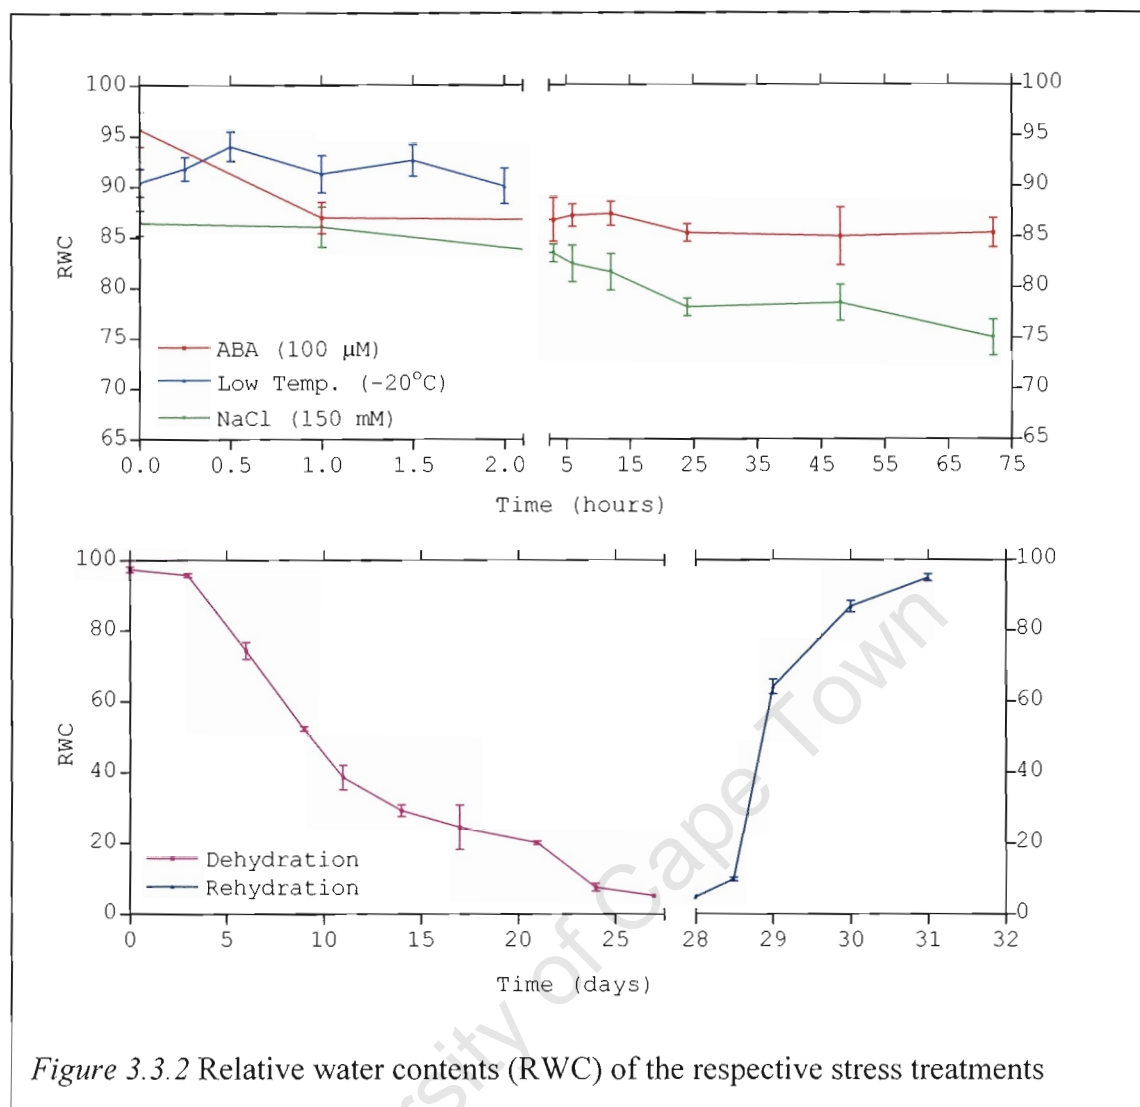 100 100
95 95
90 90
85 85
80 80
75 75
70 70
65 65
RWC
ABA (100 μM)
Low Temp. (-20°C)
NaCl (150 mM)
0.0 0.5 1.0 1.5 2.0 5 15 25 35 45 55 65 75
Time (hours)
100 100
80 80
60 60
40 40
20 20
0 0
RWC
Dehydration
Rehydration
0 5 10 15 20 25 28 29 30 31 32
Time (days)
Figure 3.3.2 Relative water contents (RWC) of the respective stress treatments
ersity of Cape Town